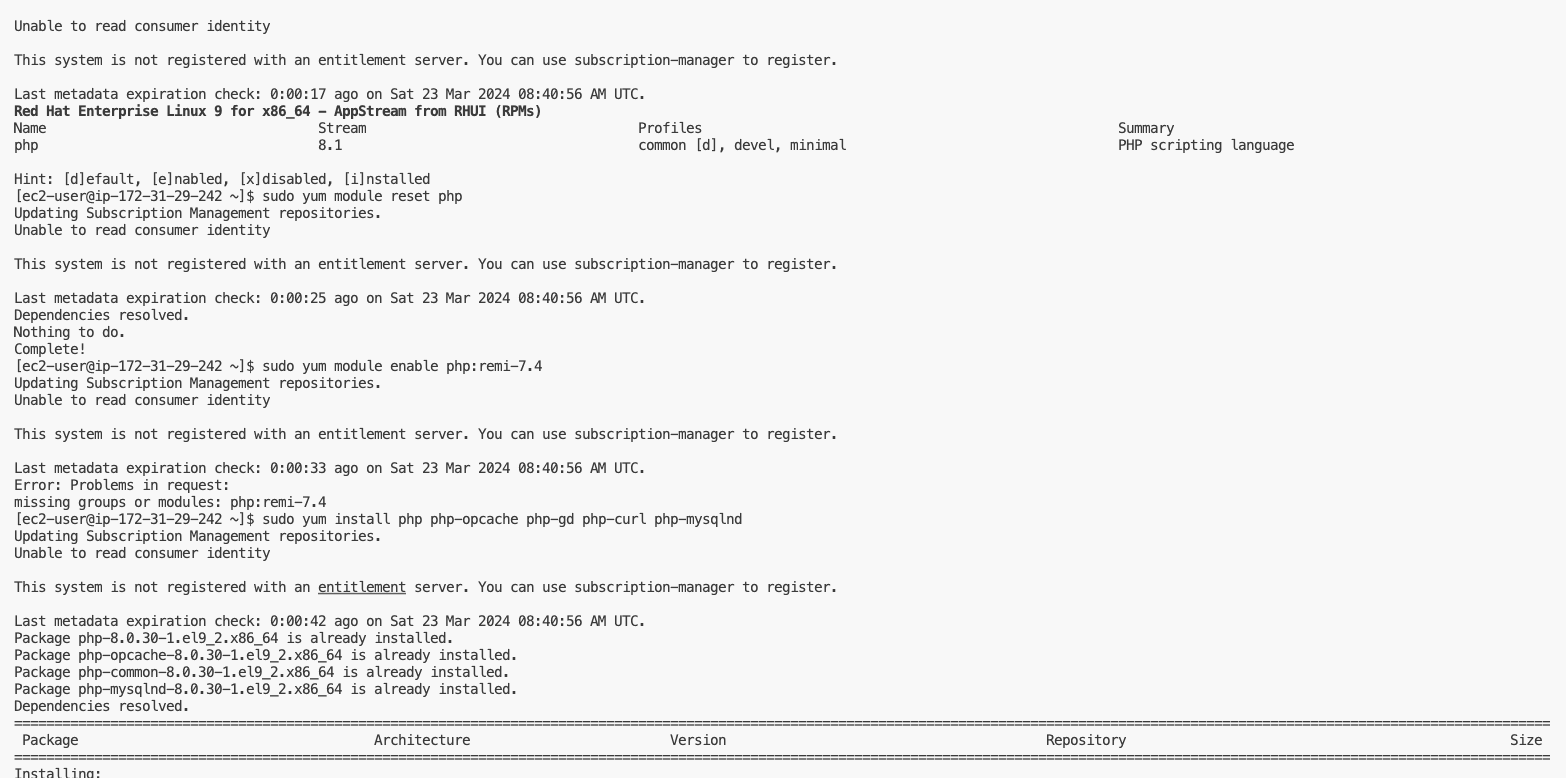 Unable to read consumer identity
This system is not registered with an entitlement server. You can use subscription-manager to register.
Last metadata expiration check: 0:00:17 ago on Sat 23 Mar 2024 08:40:56 AM UTC.
Red Hat Enterprise Linux 9 for x86_64 - AppStream from RHUI (RPMs)
Name Stream Profiles Summary
php 8.1 common [d], devel, minimal PHP scripting language
Hint: [d]efault, [e]nabled, [x]disabled, [i]nstalled
[ec2-user@ip-172-31-29-242 ~]$ sudo yum module reset php
Updating Subscription Management repositories.
Unable to read consumer identity
This system is not registered with an entitlement server. You can use subscription-manager to register.
Last metadata expiration check: 0:00:25 ago on Sat 23 Mar 2024 08:40:56 AM UTC.
Dependencies resolved.
Nothing to do.
Complete!
[ec2-user@ip-172-31-29-242 ~]$ sudo yum module enable php:remi-7.4
Updating Subscription Management repositories.
Unable to read consumer identity
This system is not registered with an entitlement server. You can use subscription-manager to register.
Last metadata expiration check: 0:00:33 ago on Sat 23 Mar 2024 08:40:56 AM UTC.
Error: Problems in request:
missing groups or modules: php:remi-7.4
[ec2-user@ip-172-31-29-242 ~]$ sudo yum install php php-opcache php-gd php-curl php-mysqlnd
Updating Subscription Management repositories.
Unable to read consumer identity
This system is not registered with an entitlement server. You can use subscription-manager to register.
Last metadata expiration check: 0:00:42 ago on Sat 23 Mar 2024 08:40:56 AM UTC.
Package php-8.0.30-1.el9_2.x86_64 is already installed.
Package php-opcache-8.0.30-1.el9_2.x86_64 is already installed.
Package php-common-8.0.30-1.el9_2.x86_64 is already installed.
Package php-mysqlnd-8.0.30-1.el9_2.x86_64 is already installed.
Dependencies resolved.
Package Architecture Version Repository Size
Installing: